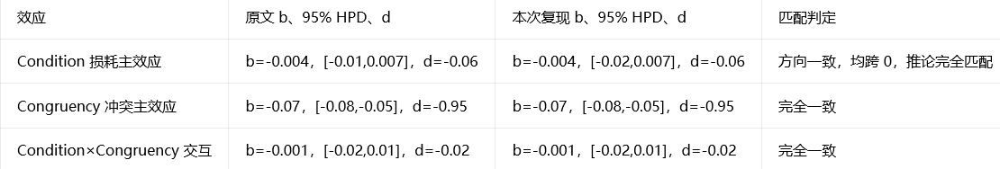 效应 原文 b、95% HPD、d 本次复现 b、95% HPD、d 匹配判定
Condition 损耗主效应 b=-0.004，[-0.01,0.007]，d=-0.06 b=-0.004，[-0.02,0.007]，d=-0.06 方向一致，均跨 0，推论完全匹配
Congruency 冲突主效应 b=-0.07，[-0.08,-0.05]，d=-0.95 b=-0.07，[-0.08,-0.05]，d=-0.95 完全一致
Condition×Congruency 交互 b=-0.001，[-0.02,0.01]，d=-0.02 b=-0.001，[-0.02,0.01]，d=-0.02 完全一致